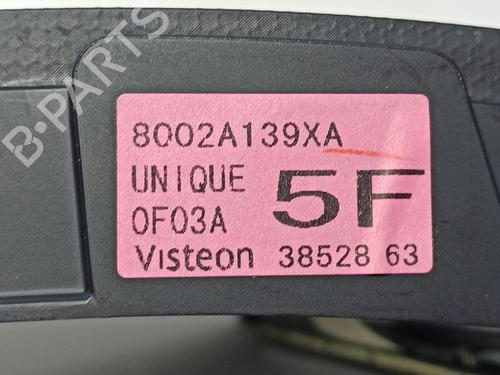 B-PARTS
8002A139XA
UNIQUE
0F03A
5F
Visteon 38528 63